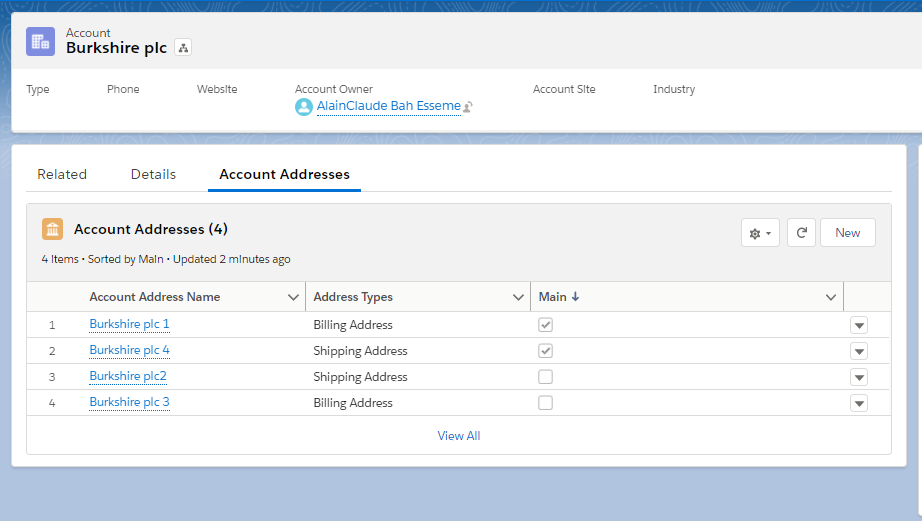 Account
Burkshire plc
Type Phone Website Account Owner Account Site Industry
AlainClaude Bah Esseme
Related Details Account Addresses
Account Addresses (4)
New
4 Items • Sorted by Main • Updated 2 minutes ago
Account Address Name Address Types Main ↓
1 Burkshire plc 1 Billing Address
2 Burkshire plc 4 Shipping Address
3 Burkshire plc2 Shipping Address
4 Burkshire plc 3 Billing Address
View All